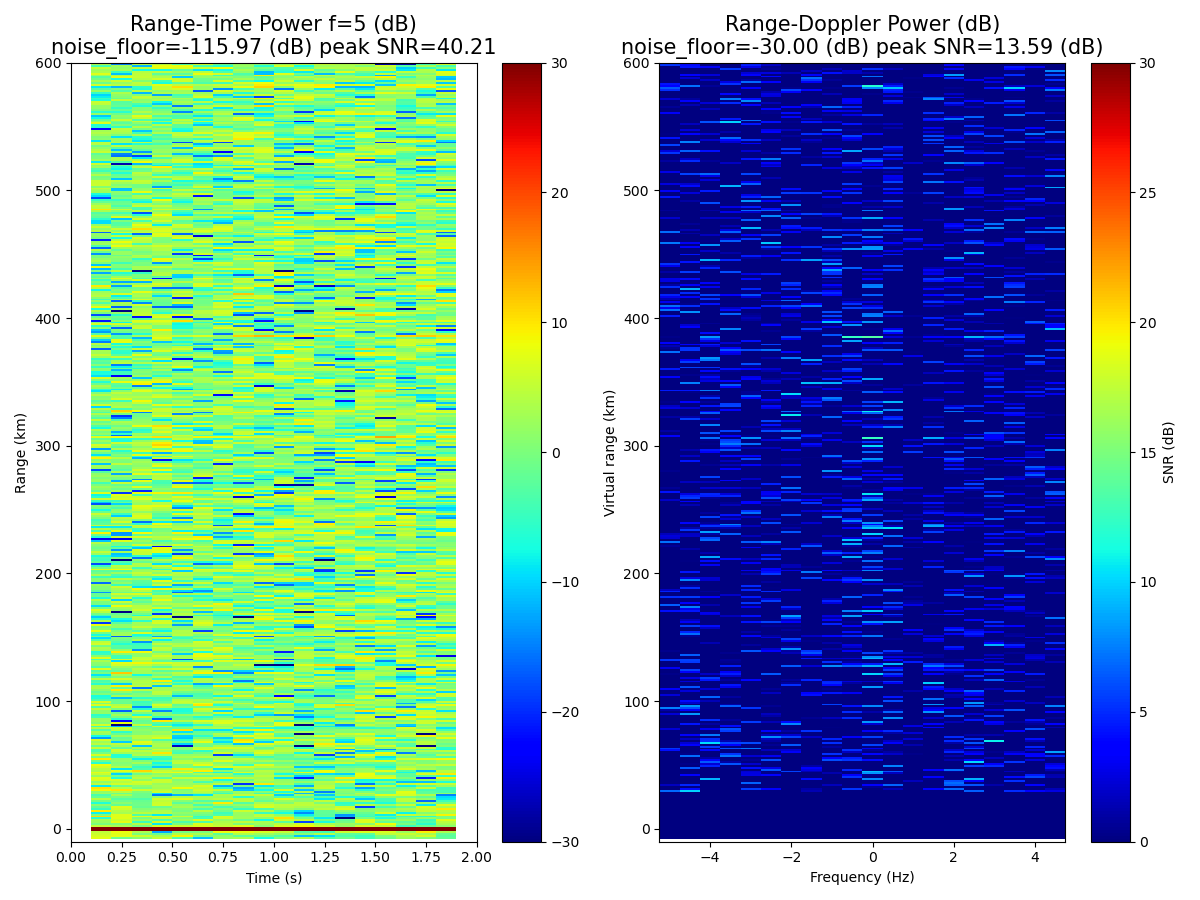 Range-Time Power f=5 (dB)
noise_floor=-115.97 (dB) peak SNR=40.21
Range-Doppler Power (dB)
noise_floor=-30.00 (dB) peak SNR=13.59 (dB)
600
500
400
300
200
100
0
Range (km)
0.00 0.25 0.50 0.75 1.00 1.25 1.50 1.75 2.00
Time (s)
30
20
10
0
−10
−20
−30
600
500
400
300
200
100
0
Virtual range (km)
−4 −2 0 2 4
Frequency (Hz)
30
25
20
15
10
5
0
SNR (dB)